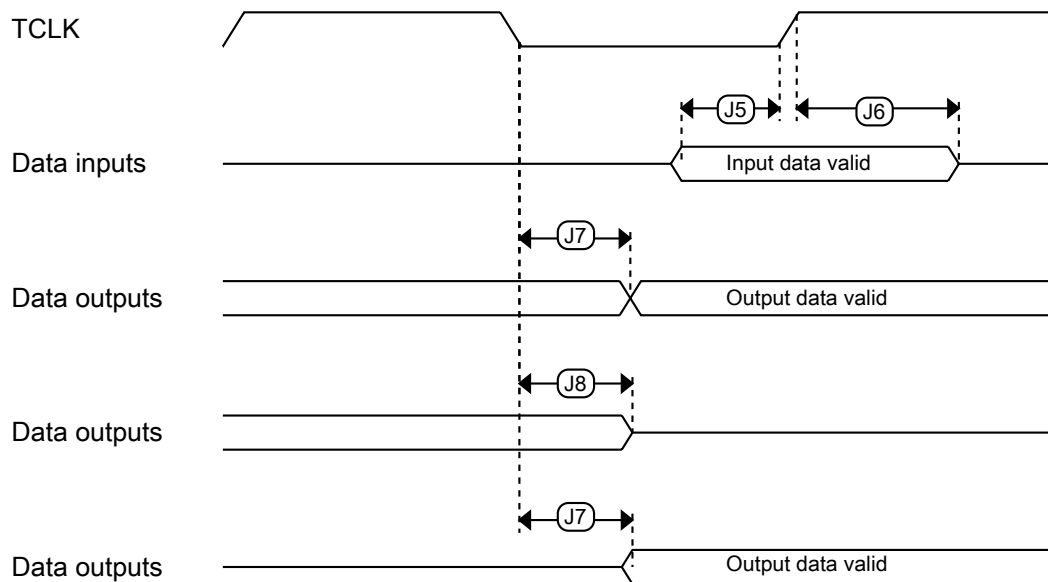 TCLK
J5
J6
Data inputs
Input data valid
J7
Data outputs
Output data valid
J8
Data outputs
J7
Data outputs
Output data valid